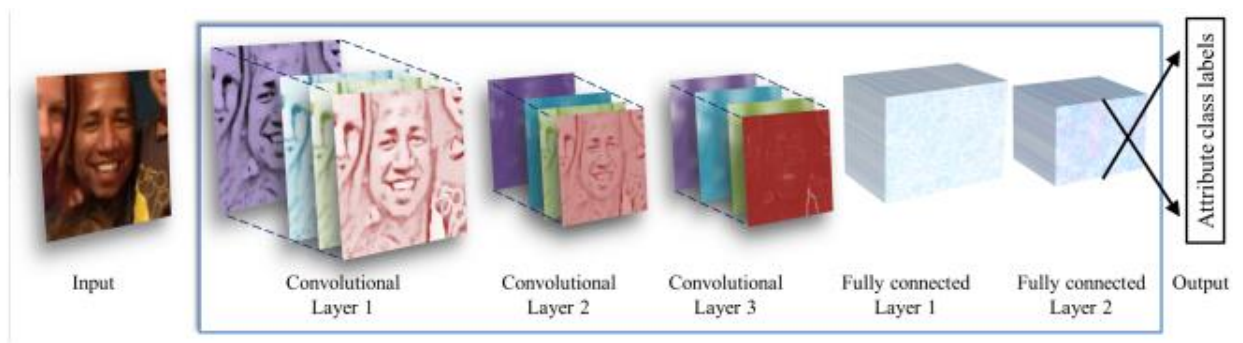 Attribute class labels
Input
Convolutional
Layer 1
Convolutional
Layer 2
Convolutional
Layer 3
Fully connected
Layer 1
Fully connected
Layer 2
Output